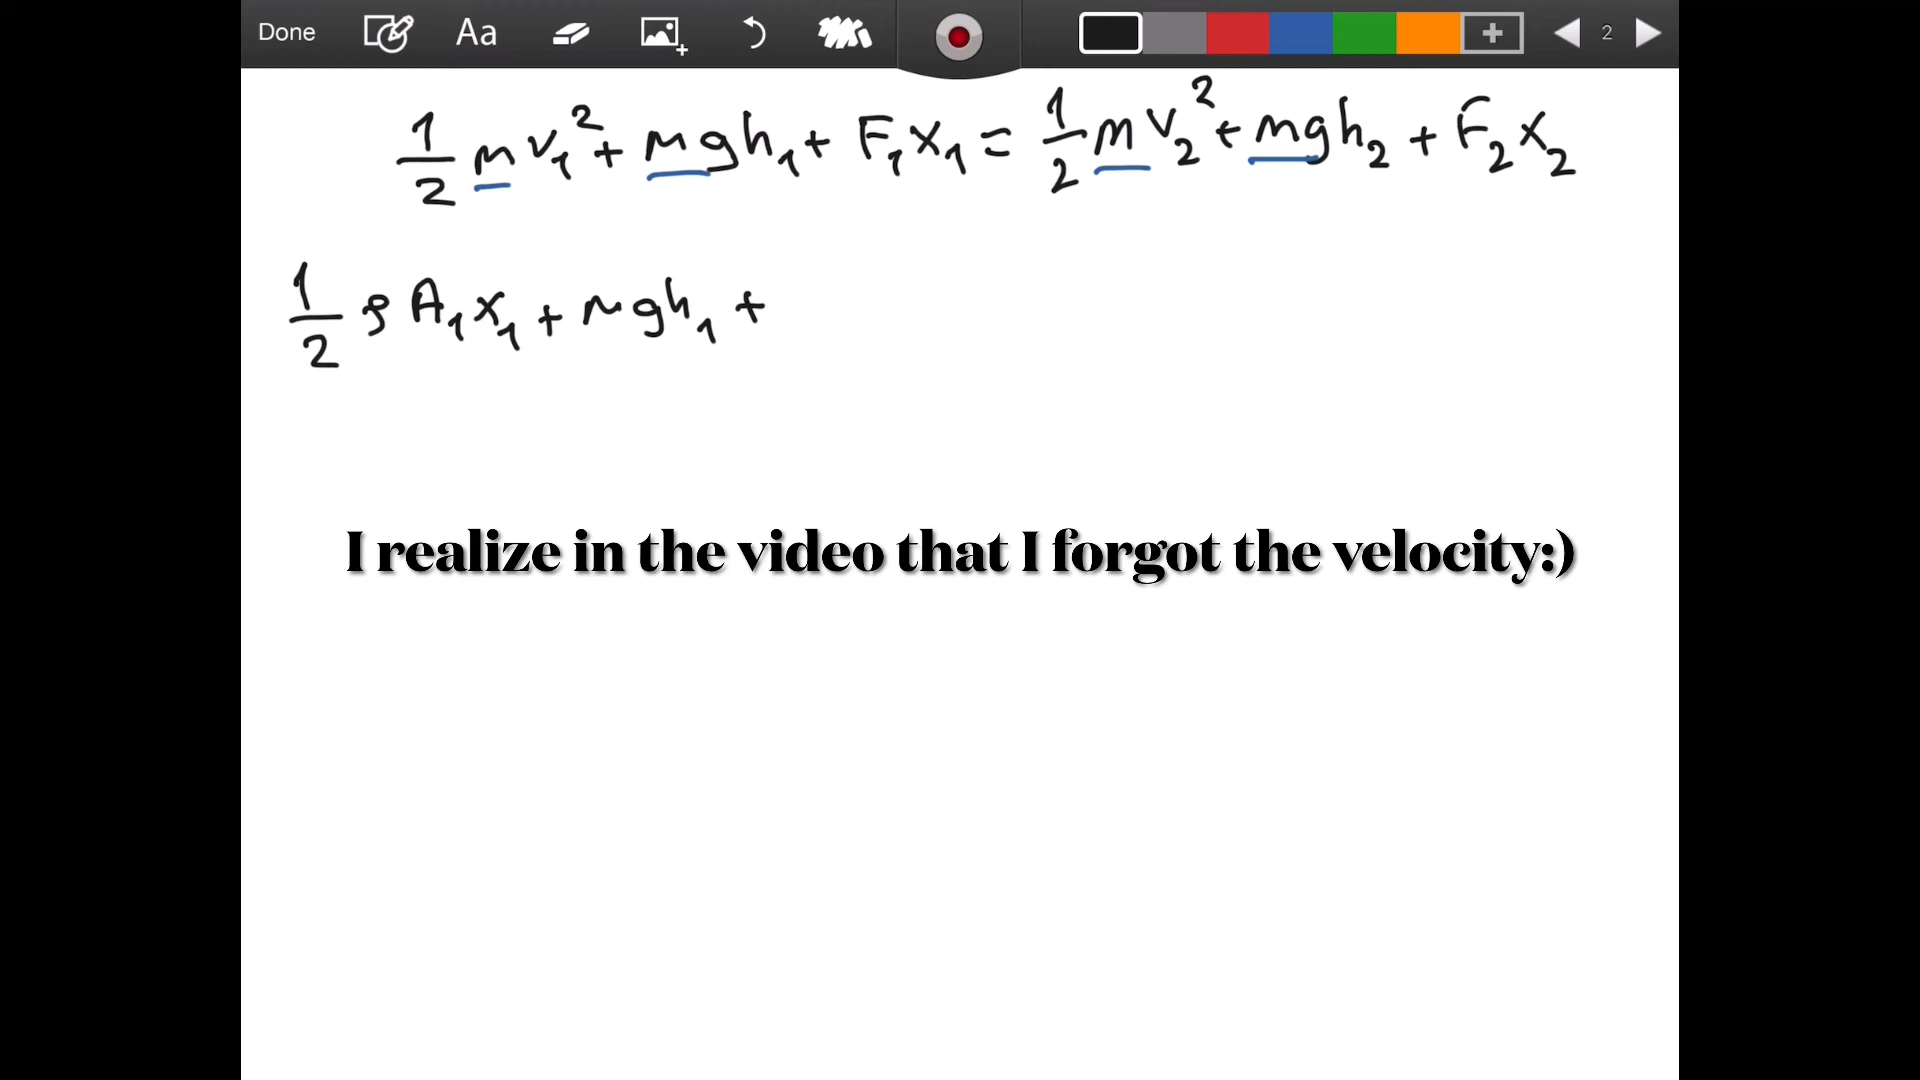 Done Aa 2
1/2 mv₁² + mgh₁ + F₁x₁ = 1/2 mv₂² + mgh₂ + F₂x₂
1/2 ρA₁x₁ + mgh₁ +
I realize in the video that I forgot the velocity:)